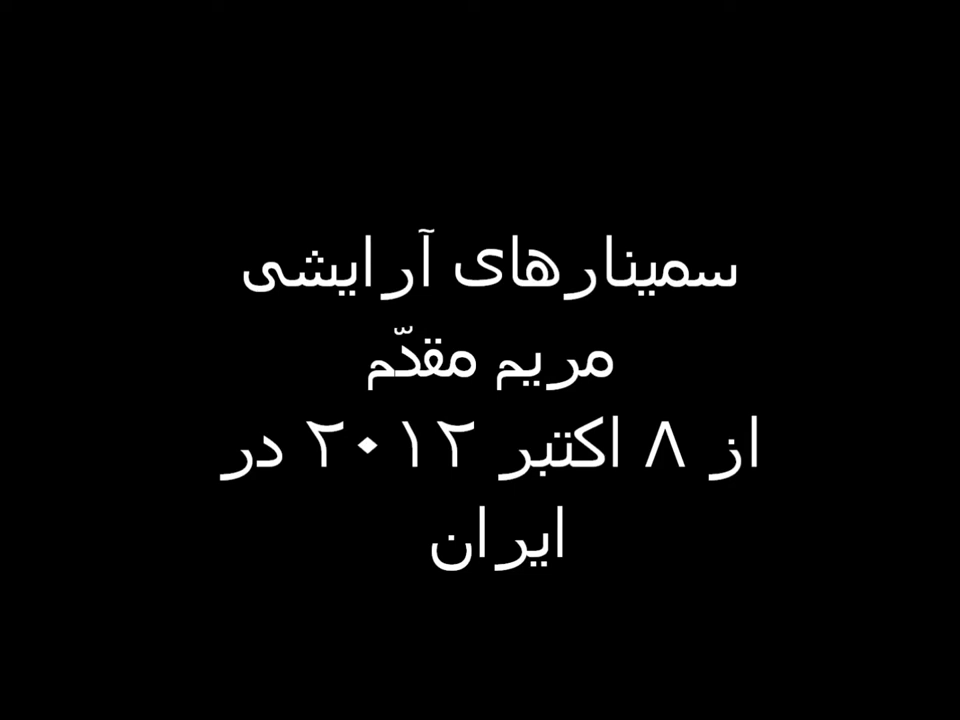 سمینارهای آرایشی
مریم مقدّم
از ۸ اکتبر ۲۰۱۲ در
ایران